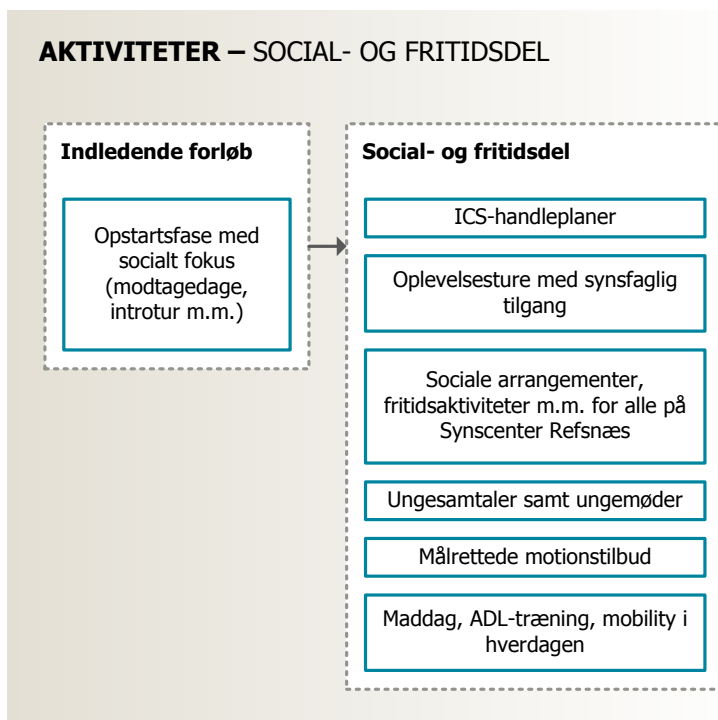 AKTIVITETER – SOCIAL- OG FRITIDSDEL
Indledende forløb
Opstartsfase med
socialt fokus
(modtagedage,
introtur m.m.)
Social- og fritidsdel
ICS-handleplaner
Oplevelsesture med synsfaglig
tilgang
Sociale arrangementer,
fritidsaktiviteter m.m. for alle på
Synscenter Refsnæs
Ungesamtaler samt ungemøder
Målrettede motionstilbud
Maddag, ADL-træning, mobility i
hverdagen